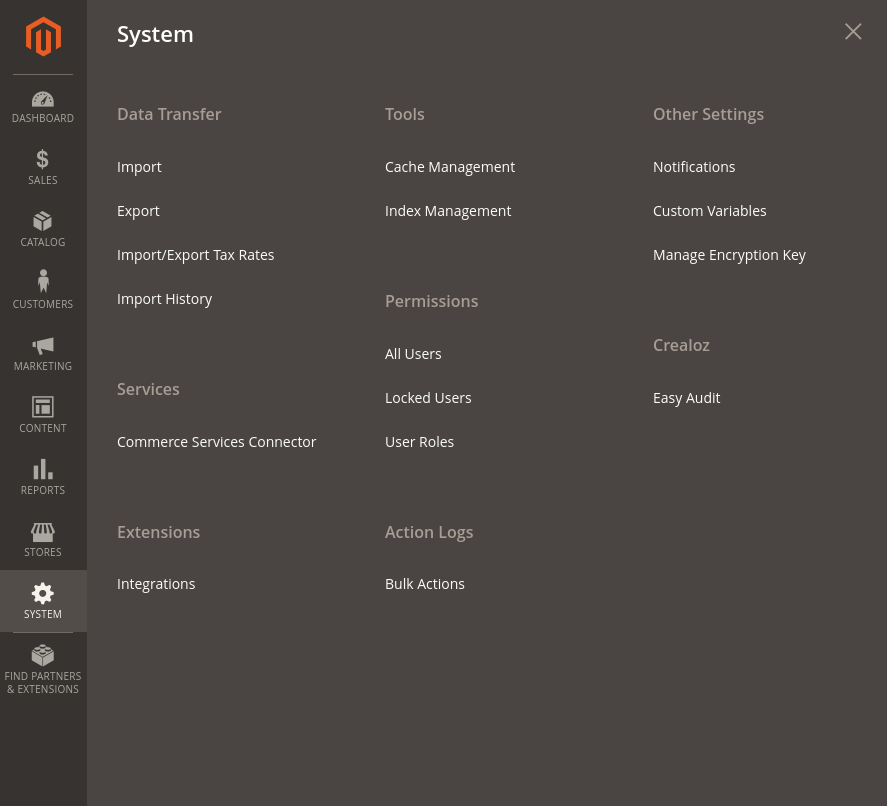 DASHBOARD
SALES
CATALOG
CUSTOMERS
MARKETING
CONTENT
REPORTS
STORES
SYSTEM
FIND PARTNERS
& EXTENSIONS
System
Data Transfer
Import
Export
Import/Export Tax Rates
Import History
Services
Commerce Services Connector
Extensions
Integrations
Tools
Cache Management
Index Management
Permissions
All Users
Locked Users
User Roles
Action Logs
Bulk Actions
Other Settings
Notifications
Custom Variables
Manage Encryption Key
Crealoz
Easy Audit